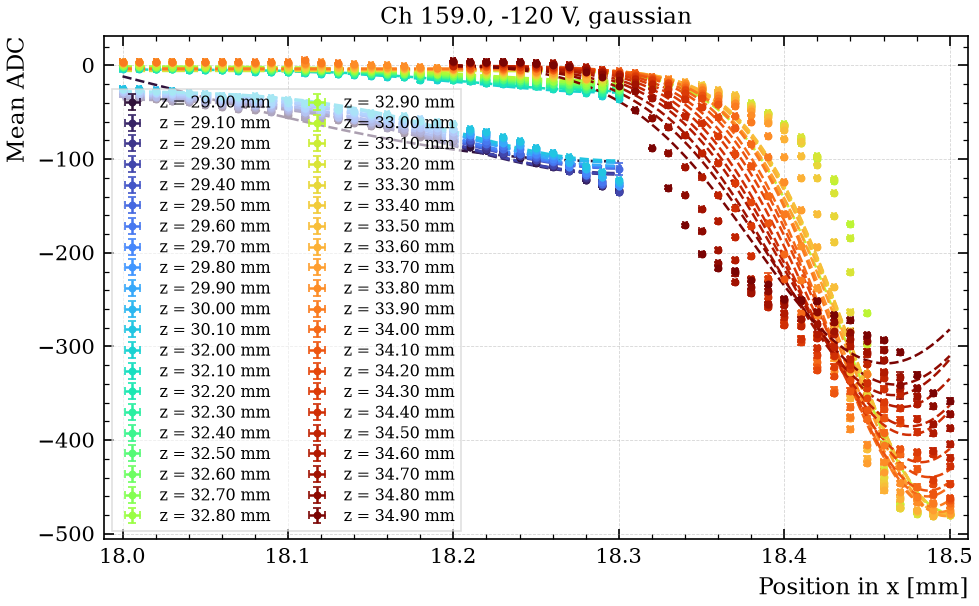 Ch 159.0, -120 V, gaussian
Mean ADC
0
−100
−200
−300
−400
−500
z = 29.00 mm
z = 29.10 mm
z = 29.20 mm
z = 29.30 mm
z = 29.40 mm
z = 29.50 mm
z = 29.60 mm
z = 29.70 mm
z = 29.80 mm
z = 29.90 mm
z = 30.00 mm
z = 30.10 mm
z = 32.00 mm
z = 32.10 mm
z = 32.20 mm
z = 32.30 mm
z = 32.40 mm
z = 32.50 mm
z = 32.60 mm
z = 32.70 mm
z = 32.80 mm
z = 32.90 mm
z = 33.00 mm
z = 33.10 mm
z = 33.20 mm
z = 33.30 mm
z = 33.40 mm
z = 33.50 mm
z = 33.60 mm
z = 33.70 mm
z = 33.80 mm
z = 33.90 mm
z = 34.00 mm
z = 34.10 mm
z = 34.20 mm
z = 34.30 mm
z = 34.40 mm
z = 34.50 mm
z = 34.60 mm
z = 34.70 mm
z = 34.80 mm
z = 34.90 mm
18.0 18.1 18.2 18.3 18.4 18.5
Position in x [mm]